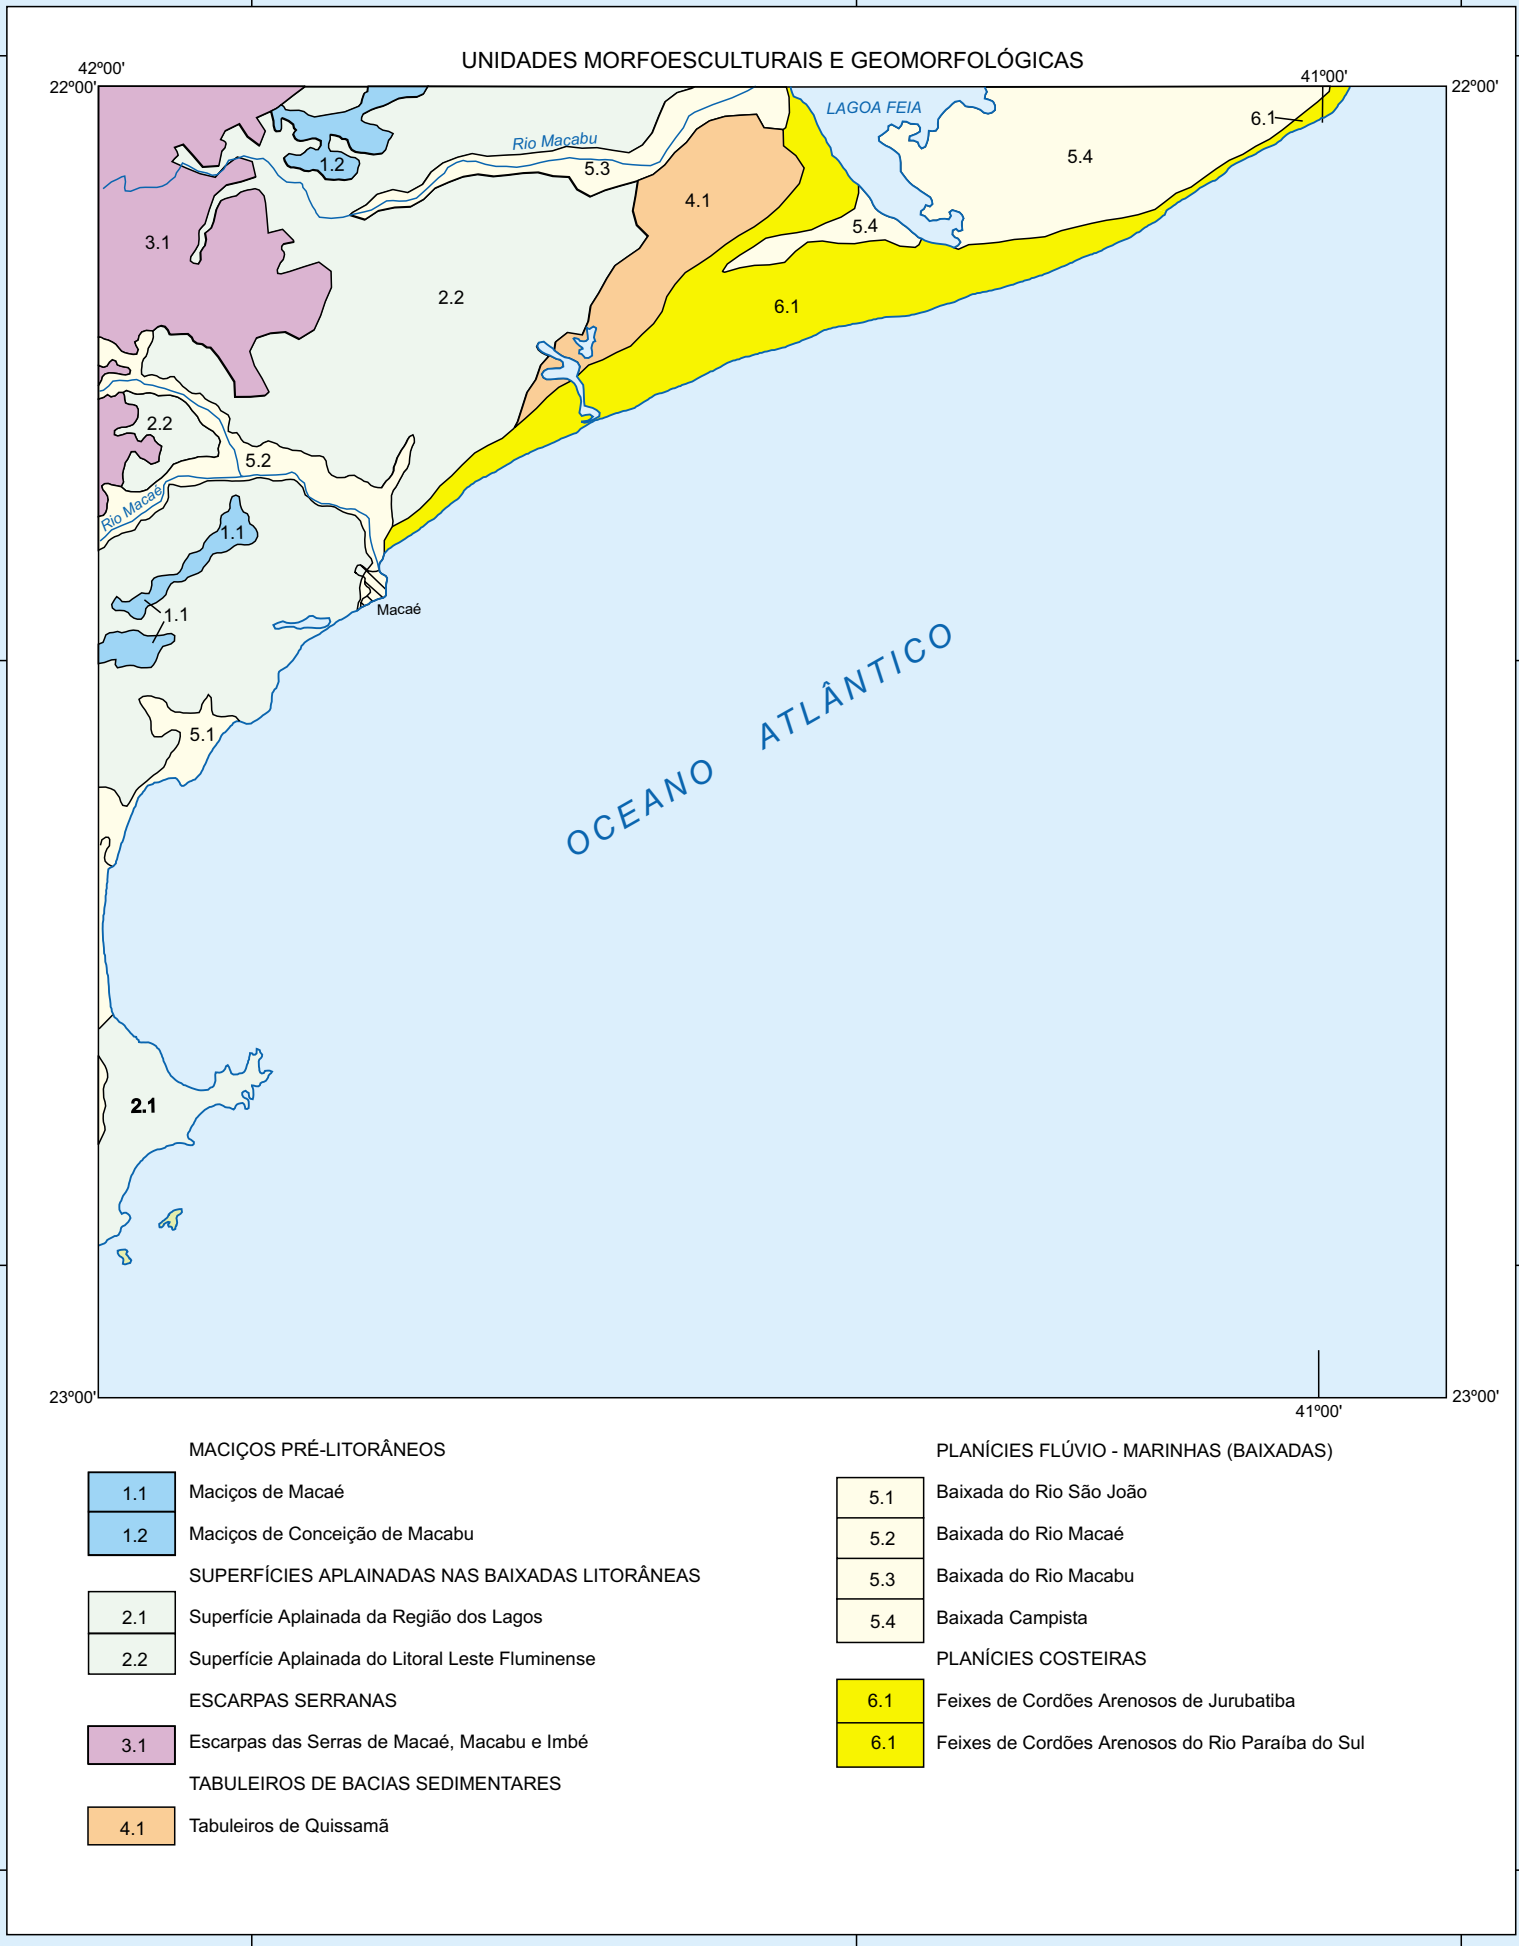 UNIDADES MORFOESCULTURAIS E GEOMORFOLÓGICAS
42º00'
41º00'
22º00'
22º00'
LAGOA FEIA
6.1
Rio Macabu
5.4
1.2
5.3
4.1
5.4
3.1
2.2
6.1
2.2
5.2
Rio Macaé
1.1
Macaé
1.1
OCEANO ATLÂNTICO
5.1
2.1
23º00'
23º00'
41º00'
MACIÇOS PRÉ-LITORÂNEOS
1.1 Maciços de Macaé
1.2 Maciços de Conceição de Macabu
SUPERFÍCIES APLAINADAS NAS BAIXADAS LITORÂNEAS
2.1 Superfície Aplainada da Região dos Lagos
2.2 Superfície Aplainada do Litoral Leste Fluminense
ESCARPAS SERRANAS
3.1 Escarpas das Serras de Macaé, Macabu e Imbé
TABULEIROS DE BACIAS SEDIMENTARES
4.1 Tabuleiros de Quissamã
PLANÍCIES FLÚVIO - MARINHAS (BAIXADAS)
5.1 Baixada do Rio São João
5.2 Baixada do Rio Macaé
5.3 Baixada do Rio Macabu
5.4 Baixada Campista
PLANÍCIES COSTEIRAS
6.1 Feixes de Cordões Arenosos de Jurubatiba
6.1 Feixes de Cordões Arenosos do Rio Paraíba do Sul